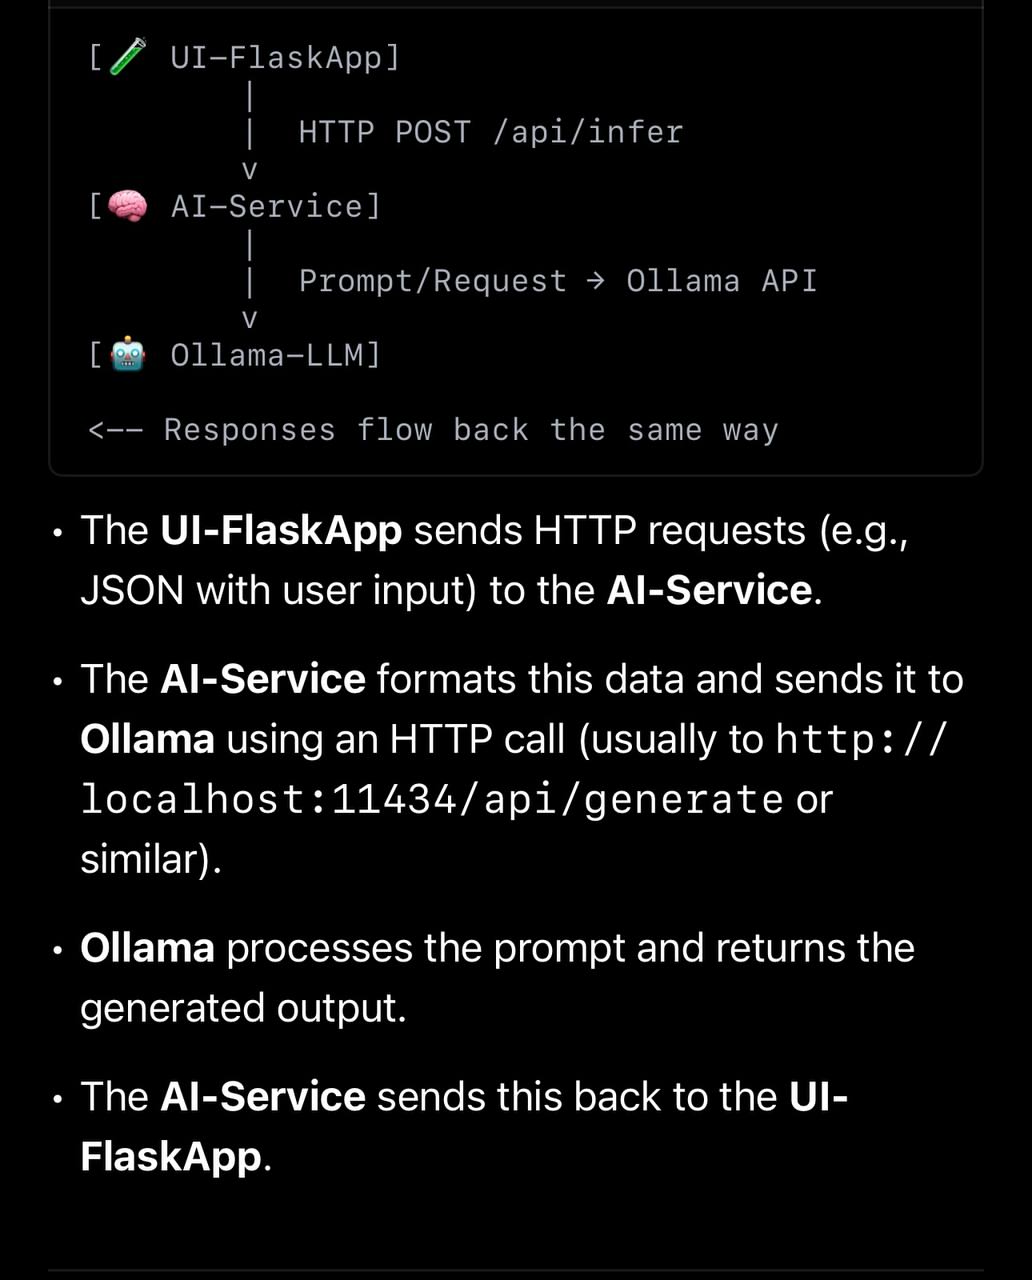 [🧪 UI-FlaskApp]
|
| HTTP POST /api/infer
v
[🧠 AI-Service]
|
| Prompt/Request → Ollama API
v
[🤖 Ollama-LLM]
<-- Responses flow back the same way
• The UI-FlaskApp sends HTTP requests (e.g.,
JSON with user input) to the AI-Service.
• The AI-Service formats this data and sends it to
Ollama using an HTTP call (usually to http://
localhost:11434/api/generate or
similar).
• Ollama processes the prompt and returns the
generated output.
• The AI-Service sends this back to the UI-
FlaskApp.